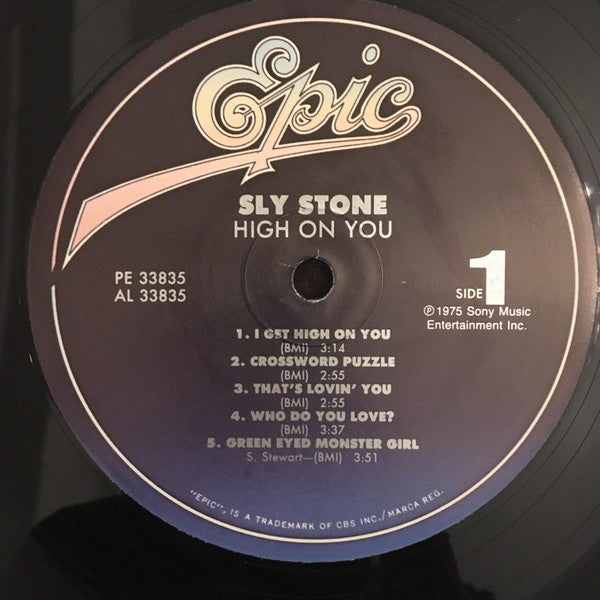 Epic
SLY STONE
HIGH ON YOU
PE 33835
AL 33835
SIDE 1
℗ 1975 Sony Music
Entertainment Inc.
1. I GET HIGH ON YOU
(BMI) 3:14
2. CROSSWORD PUZZLE
(BMI) 2:55
3. THAT'S LOVIN' YOU
(BMI) 2:55
4. WHO DO YOU LOVE?
(BMI) 3:37
5. GREEN EYED MONSTER GIRL
S. Stewart—(BMI) 3:51
"EPIC", IS A TRADEMARK OF CBS INC./MARCA REG.